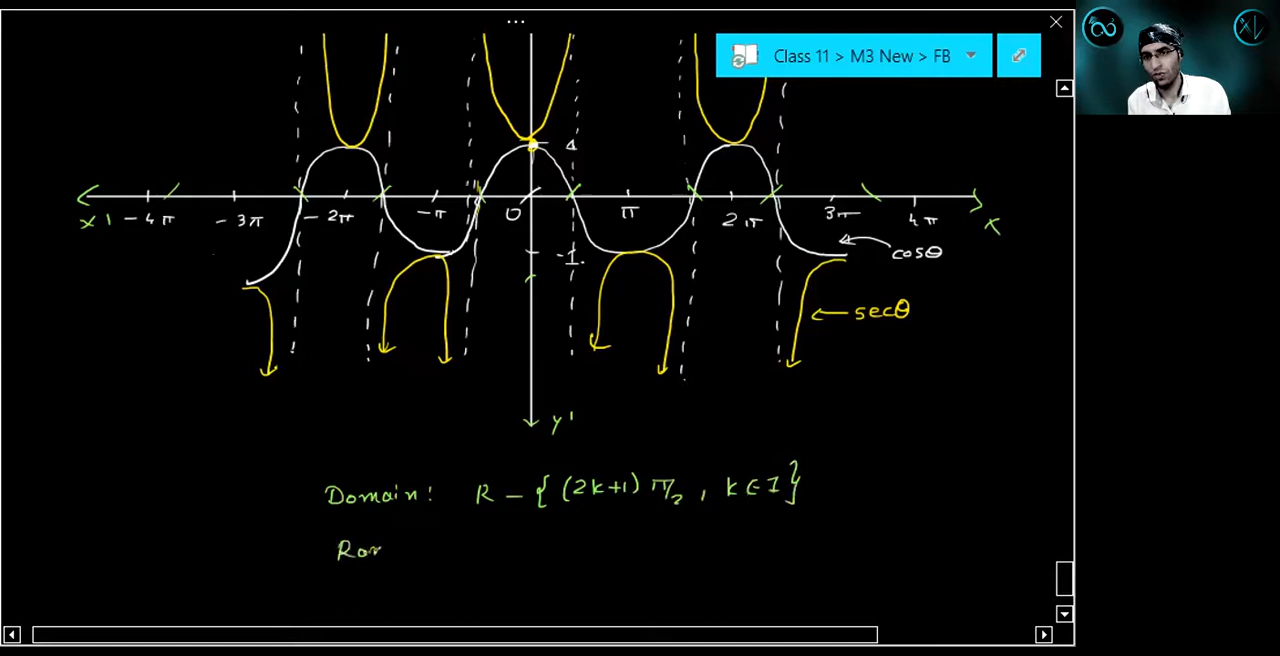 Class 11 > M3 New > FB
1
x' -4π -3π -2π -π 0 π 2π 3π 4π x
-1
cosθ
secθ
y'
Domain: R - { (2k+1) π/2 , k ∈ I }
Ran